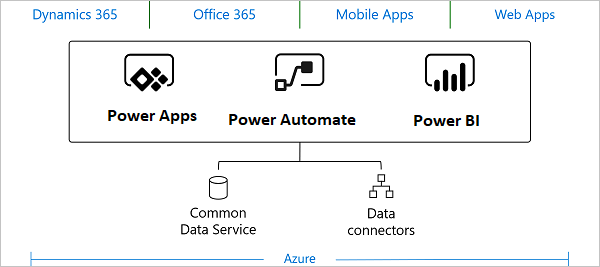 Dynamics 365 Office 365 Mobile Apps Web Apps
Power Apps Power Automate Power BI
Common
Data Service
Data
connectors
Azure